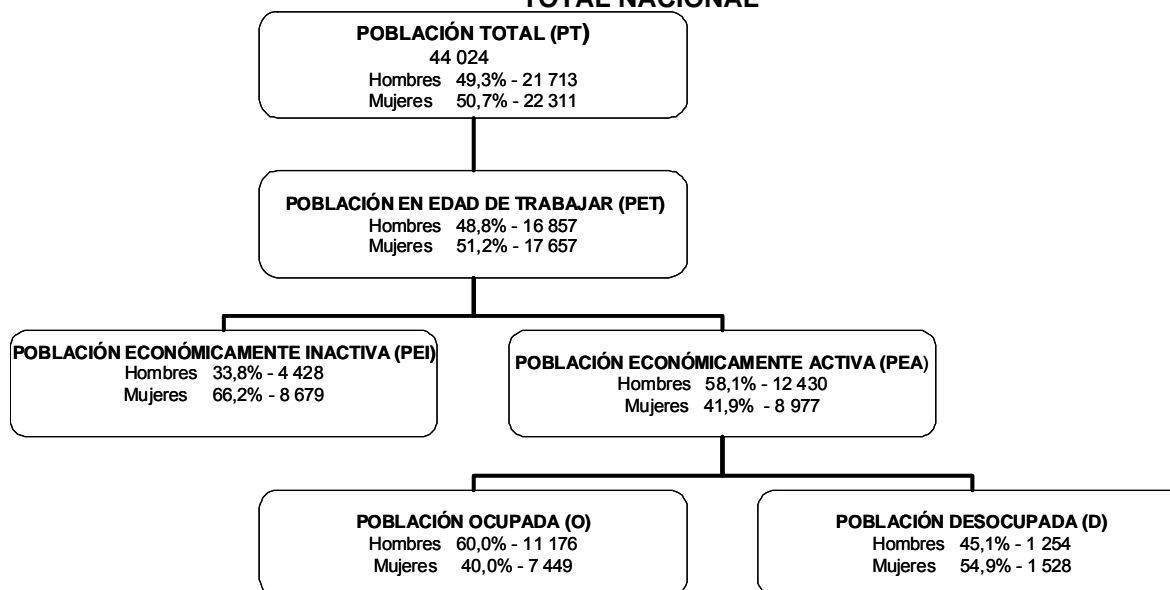 TOTAL NACIONAL
POBLACIÓN TOTAL (PT)
44 024
Hombres 49,3% - 21 713
Mujeres 50,7% - 22 311
POBLACIÓN EN EDAD DE TRABAJAR (PET)
Hombres 48,8% - 16 857
Mujeres 51,2% - 17 657
POBLACIÓN ECONÓMICAMENTE INACTIVA (PEI)
Hombres 33,8% - 4 428
Mujeres 66,2% - 8 679
POBLACIÓN ECONÓMICAMENTE ACTIVA (PEA)
Hombres 58,1% - 12 430
Mujeres 41,9% - 8 977
POBLACIÓN OCUPADA (O)
Hombres 60,0% - 11 176
Mujeres 40,0% - 7 449
POBLACIÓN DESOCUPADA (D)
Hombres 45,1% - 1 254
Mujeres 54,9% - 1 528